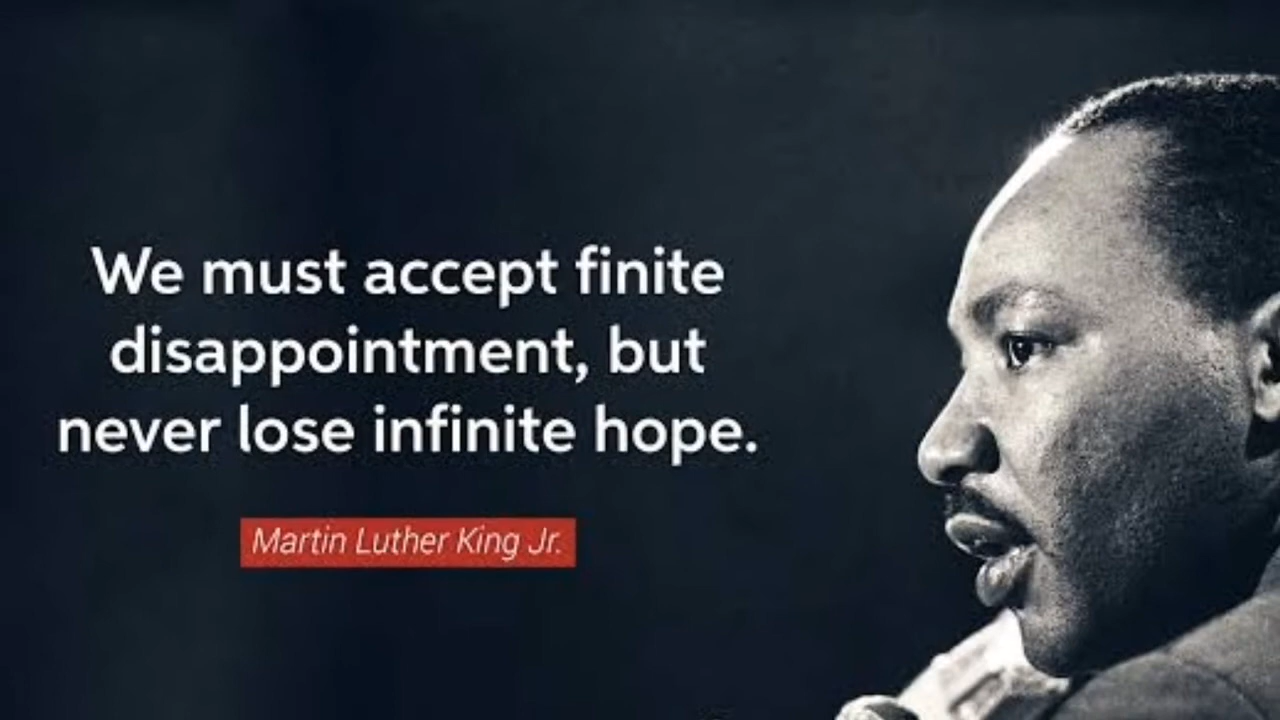 We must accept finite
disappointment, but
never lose infinite hope.
Martin Luther King Jr.